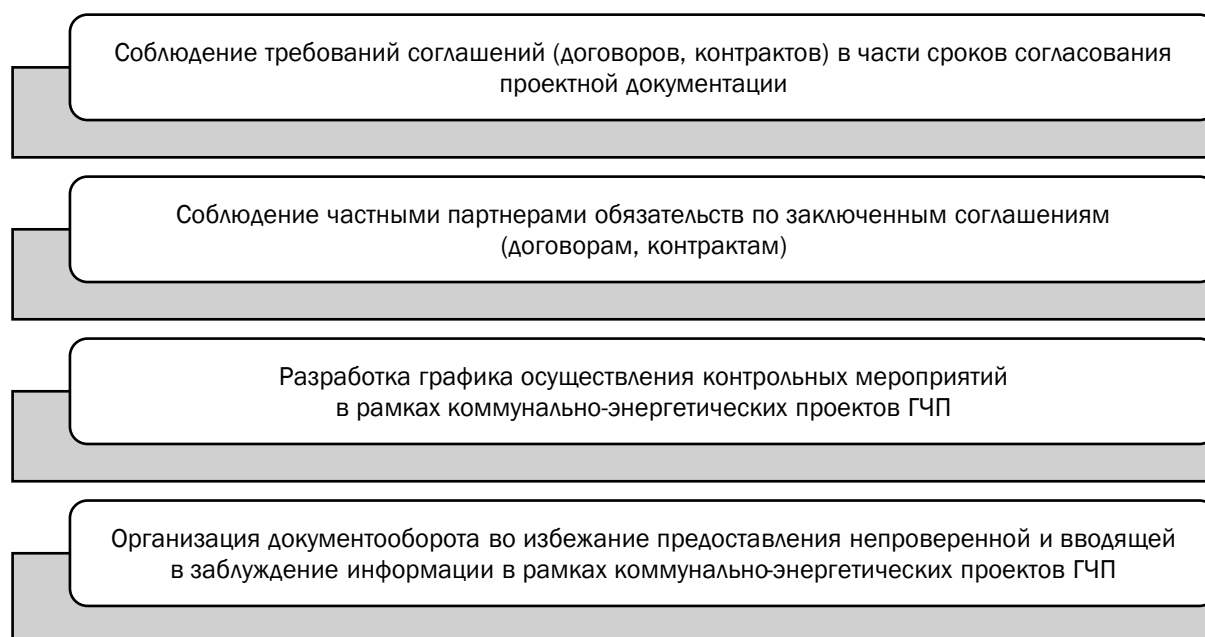 Соблюдение требований соглашений (договоров, контрактов) в части сроков согласования
проектной документации
Соблюдение частными партнерами обязательств по заключенным соглашениям
(договорам, контрактам)
Разработка графика осуществления контрольных мероприятий
в рамках коммунально-энергетических проектов ГЧП
Организация документооборота во избежание предоставления непроверенной и вводящей
в заблуждение информации в рамках коммунально-энергетических проектов ГЧП